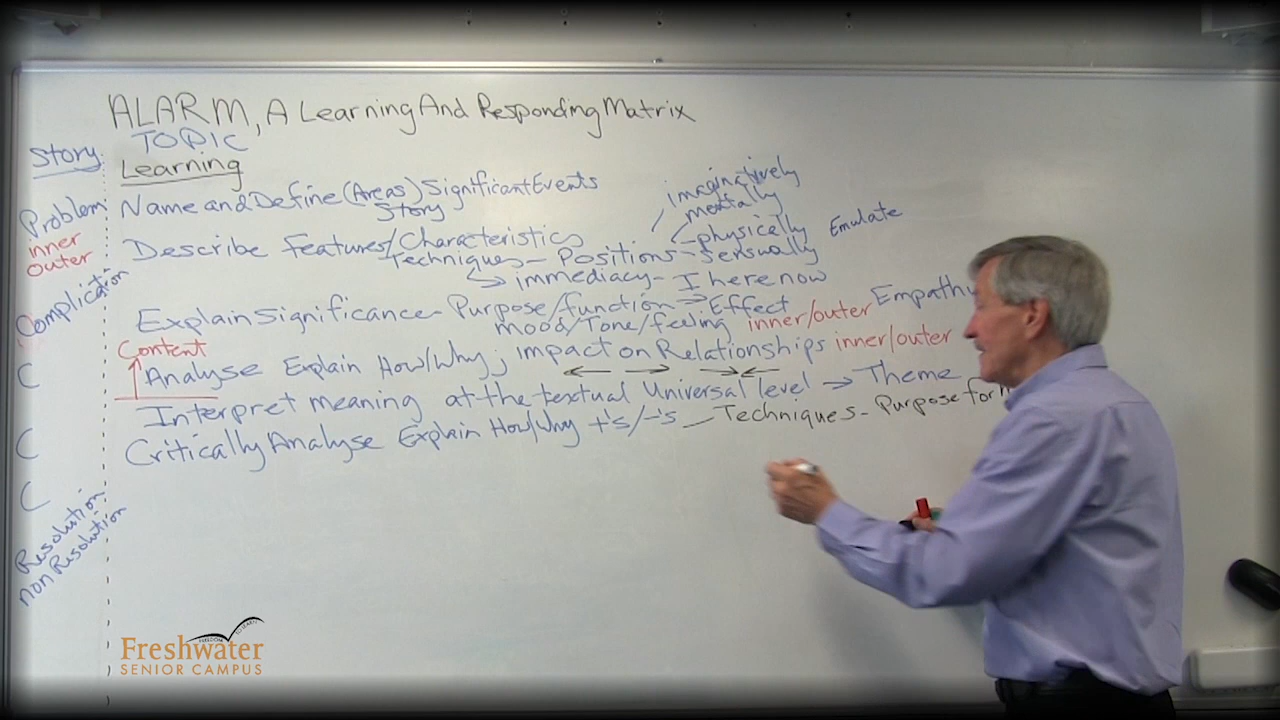 ALARM, A Learning And Responding Matrix
TOPIC
Story
Learning
Name and Define (Areas) Significant Events
Story
Problem
inner
outer
imaginatively
mentally
physically
Emulate
Describe Features/Characteristics
Techniques - Positions - Sensually
immediacy - I here now
Complication
Explain Significance - Purpose/function → Effect
mood/Tone/feeling inner/outer Empathy
Content
Analyse Explain How/Why; impact on Relationships inner/outer
C
Interpret meaning at the textual Universal level → Theme
Critically Analyse Explain How/Why +'s/-'s - Techniques - Purpose for
C
C
Resolution
non Resolution
Freshwater
SENIOR CAMPUS